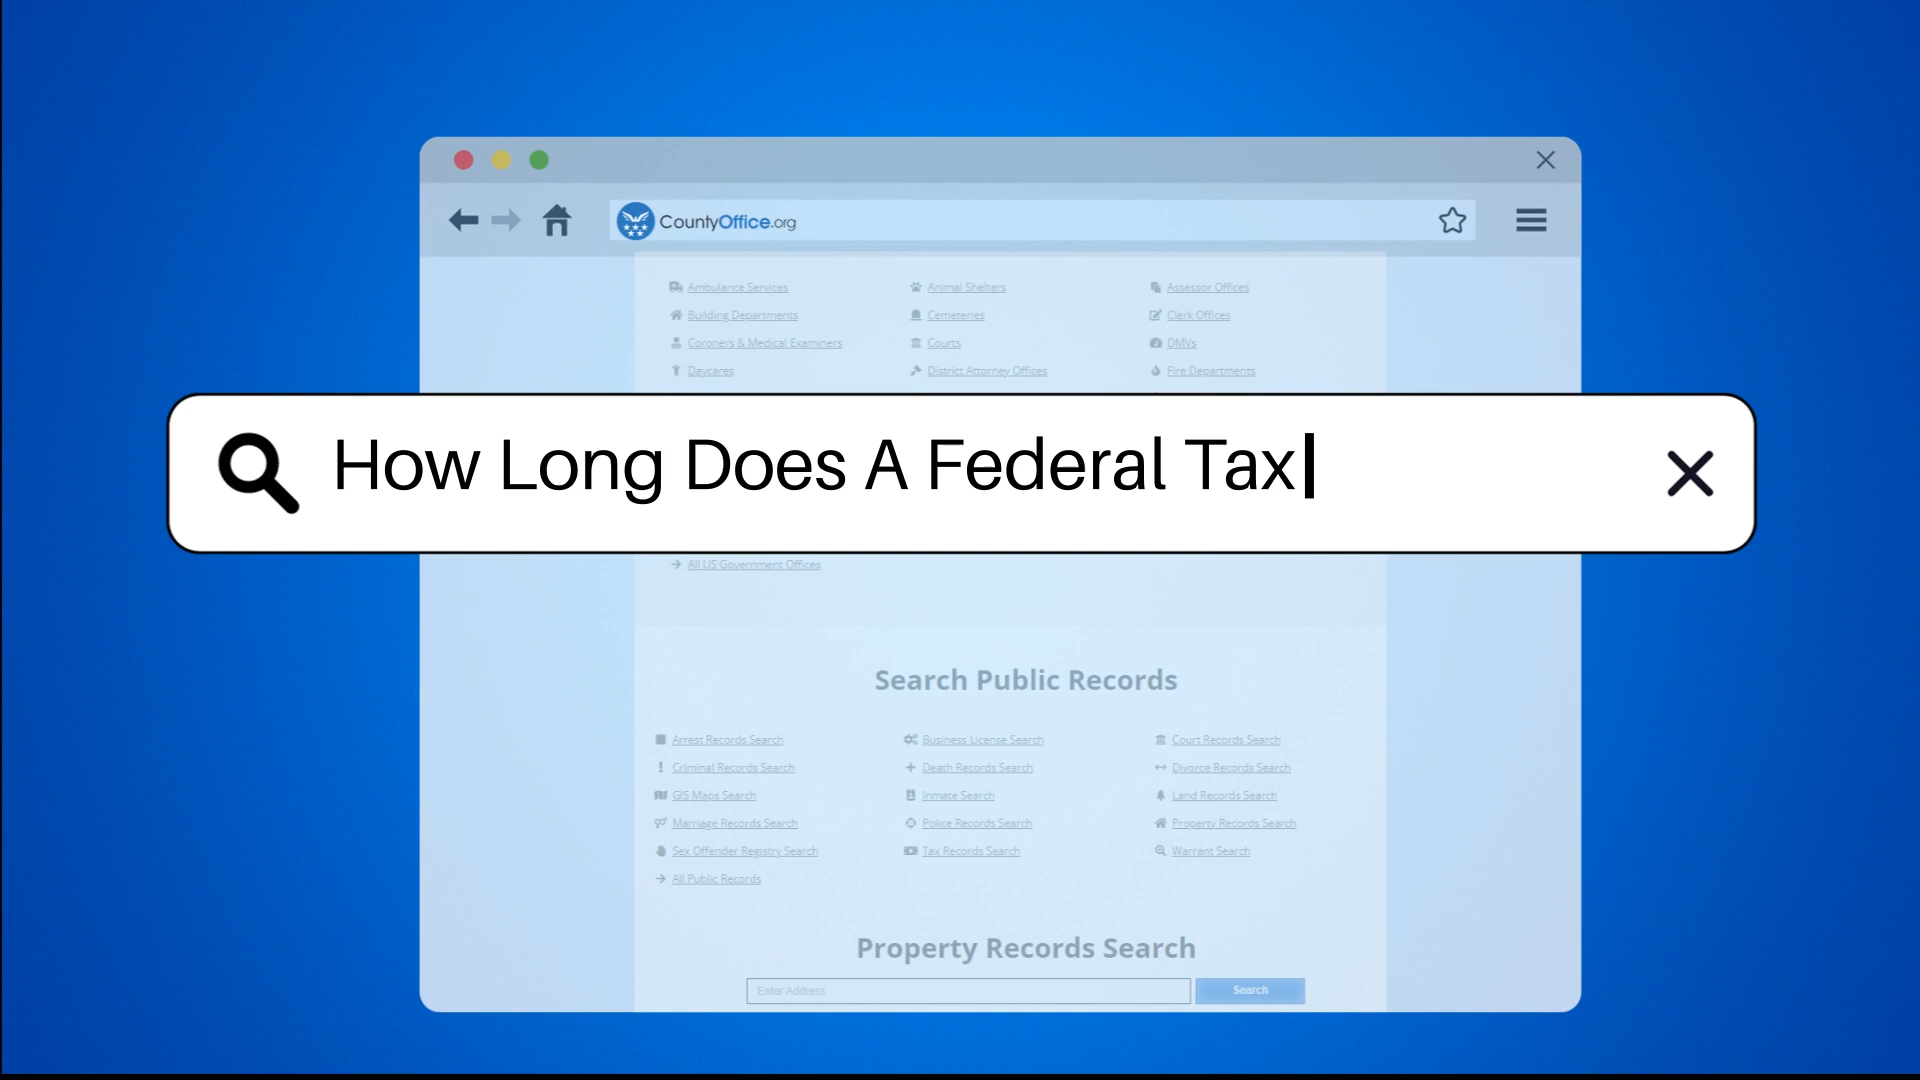 CountyOffice.org
Ambulance Services Animal Shelters Assessor Offices
Building Departments Cemeteries Clerk Offices
Coroners & Medical Examiners Courts DMVs
Daycares District Attorney Offices Fire Departments
How Long Does A Federal Tax
All US Government Offices
Search Public Records
Arrest Records Search Business License Search Court Records Search
Criminal Records Search Death Records Search Divorce Records Search
GIS Maps Search Inmate Search Land Records Search
Marriage Records Search Police Records Search Property Records Search
Sex Offender Registry Search Tax Records Search Warrant Search
All Public Records
Property Records Search
Enter Address Search